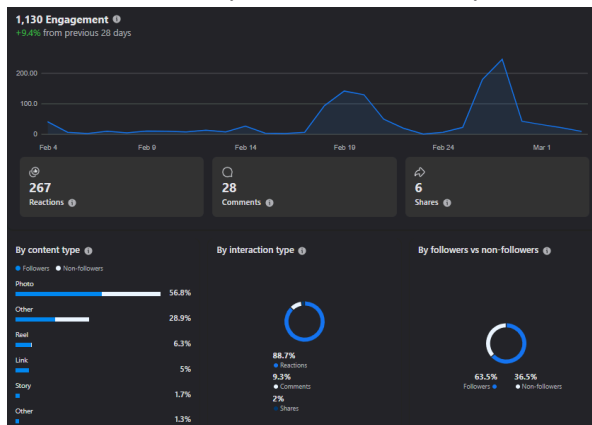 1,130 Engagement
+9.4% from previous 28 days
200.00
100.0
0
Feb 4 Feb 9 Feb 14 Feb 19 Feb 24 Mar 1
267
Reactions
28
Comments
6
Shares
By content type
Followers Non-followers
Photo
56.8%
Other
28.9%
Reel
6.3%
Link
5%
Story
1.7%
Other
1.3%
By interaction type
88.7%
Reactions
9.3%
Comments
2%
Shares
By followers vs non-followers
63.5% 36.5%
Followers Non-followers